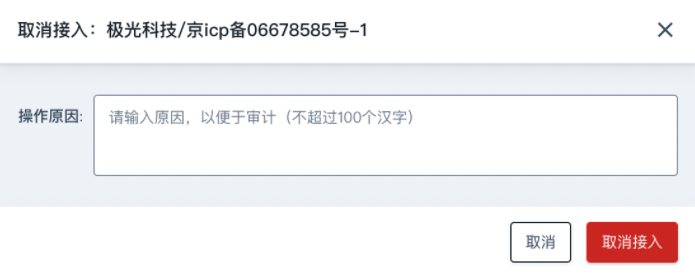 取消接入：极光科技/京icp备06678585号-1
操作原因:
请输入原因，以便于审计（不超过100个汉字）
取消
取消接入